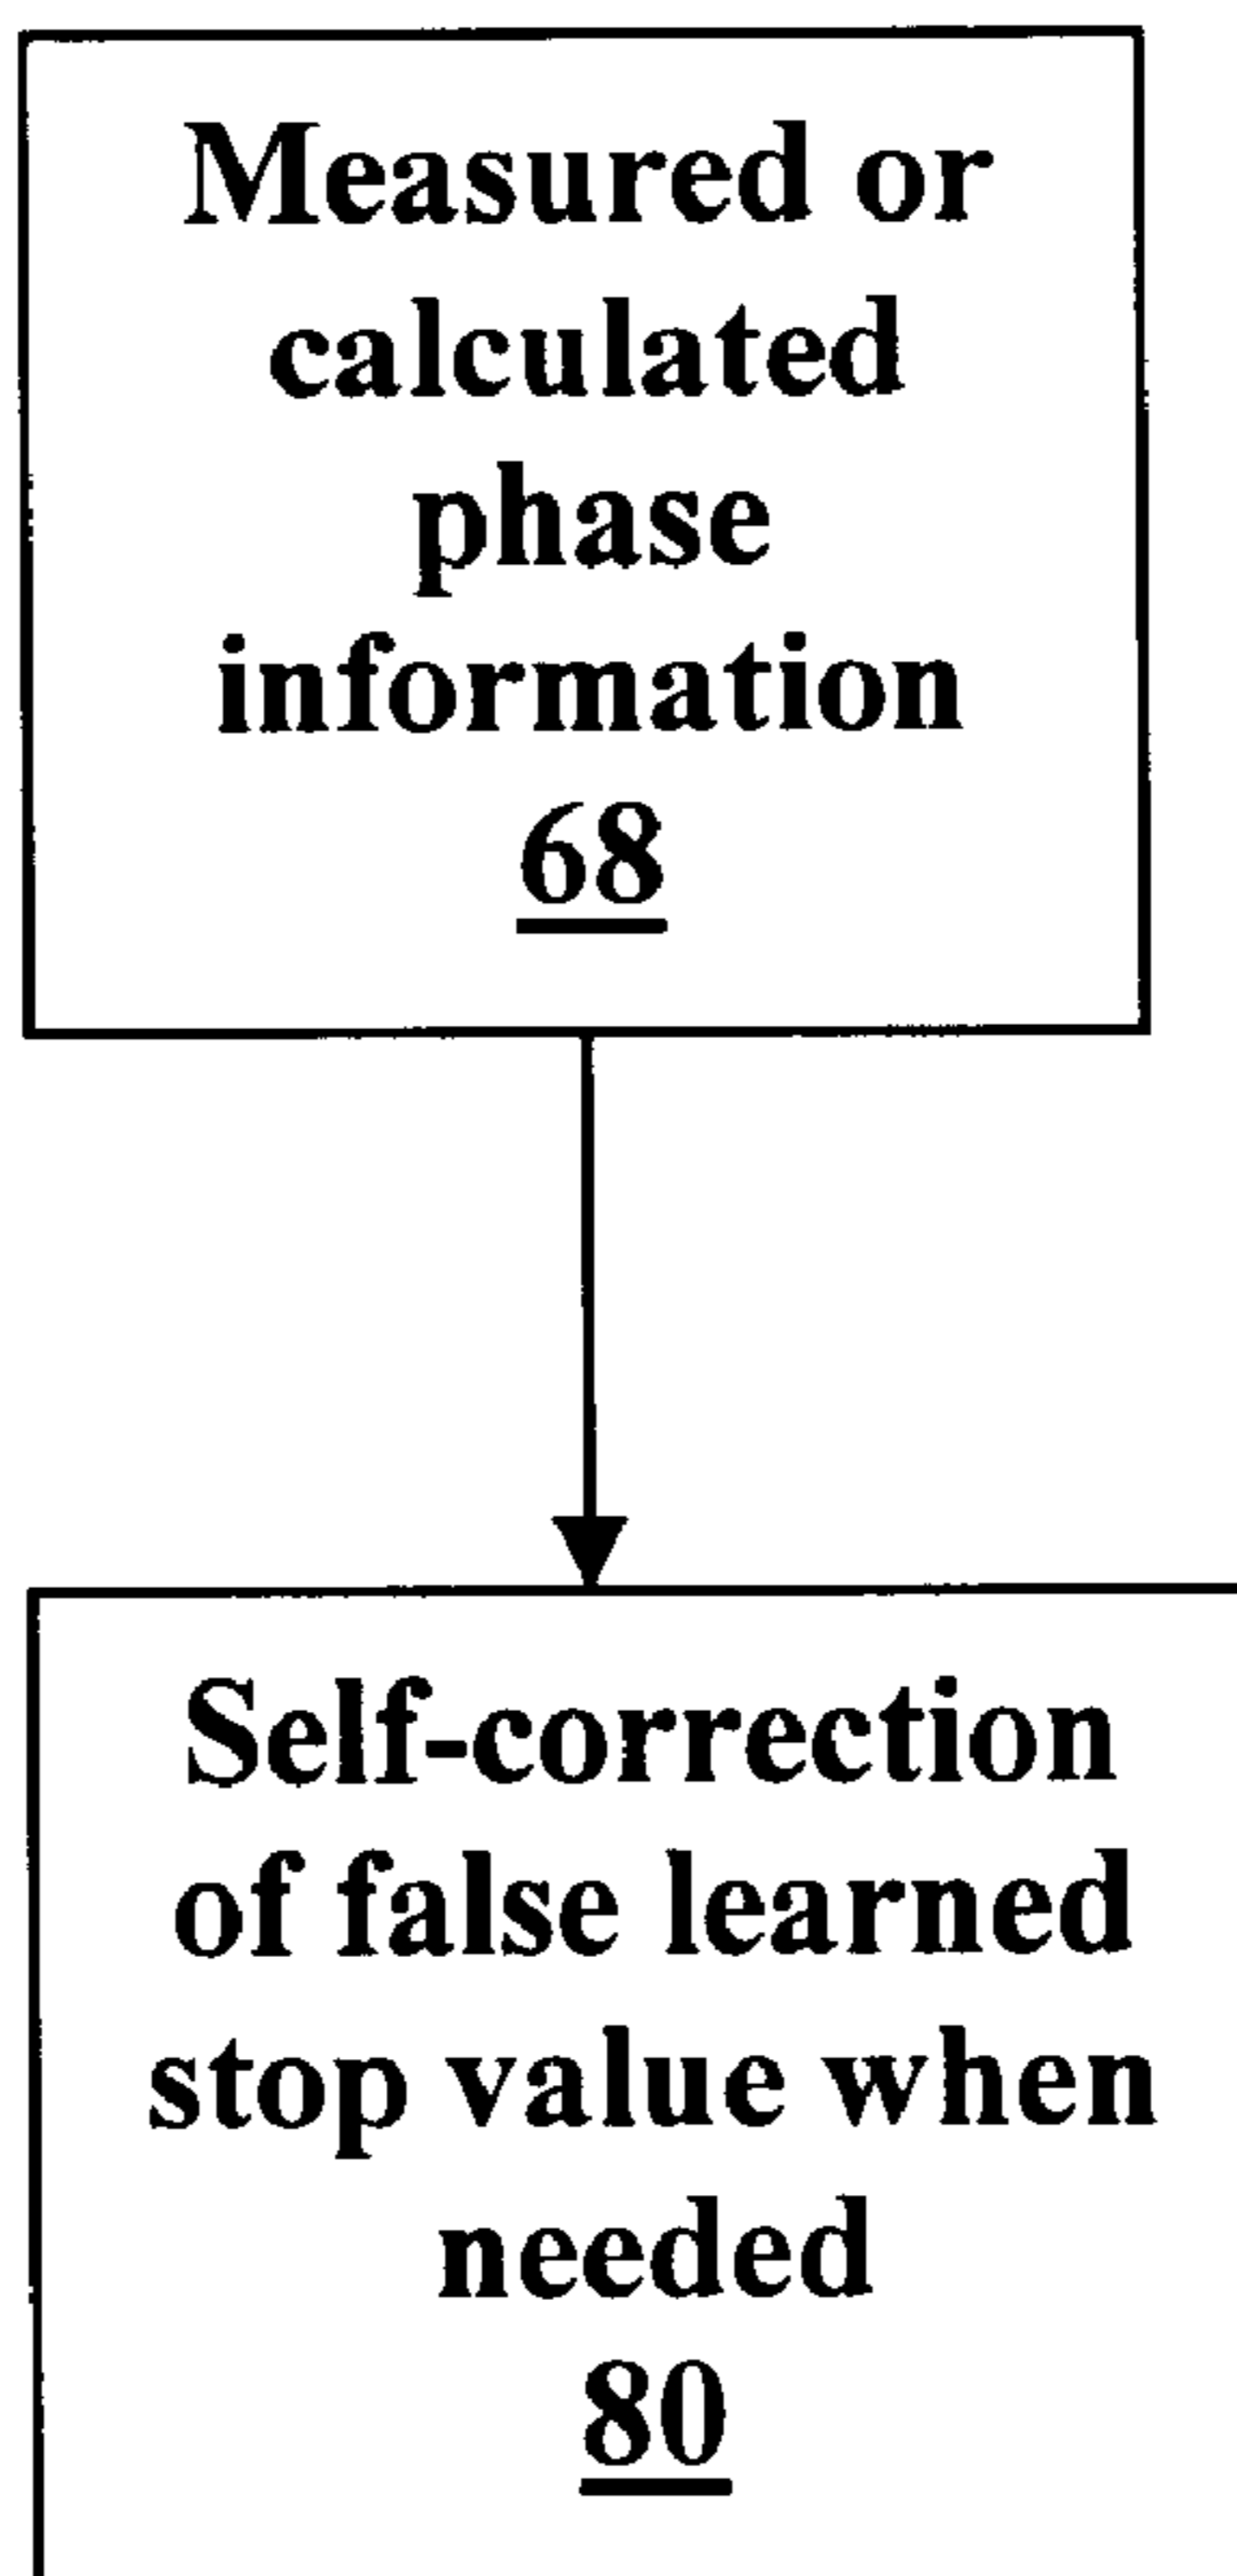 Measured or
calculated
phase
information
68
Self-correction
of false learned
stop value when
needed
80